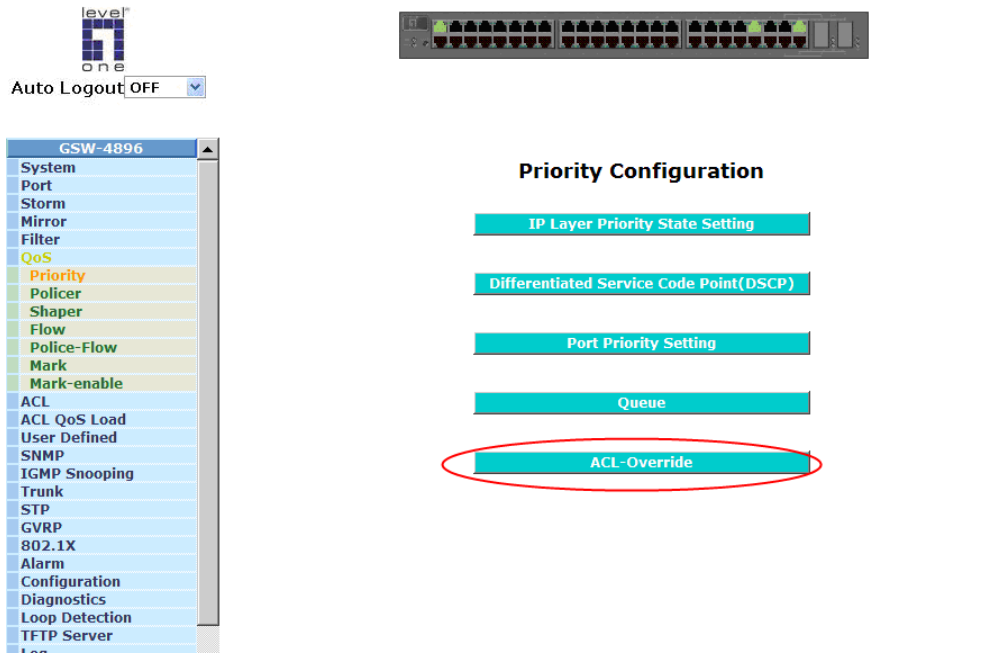 level
one
Auto Logout OFF
GSW-4896
System
Port
Storm
Mirror
Filter
QoS
Priority
Policer
Shaper
Flow
Police-Flow
Mark
Mark-enable
ACL
ACL QoS Load
User Defined
SNMP
IGMP Snooping
Trunk
STP
GVRP
802.1X
Alarm
Configuration
Diagnostics
Loop Detection
TFTP Server
Log
Priority Configuration
IP Layer Priority State Setting
Differentiated Service Code Point(DSCP)
Port Priority Setting
Queue
ACL-Override